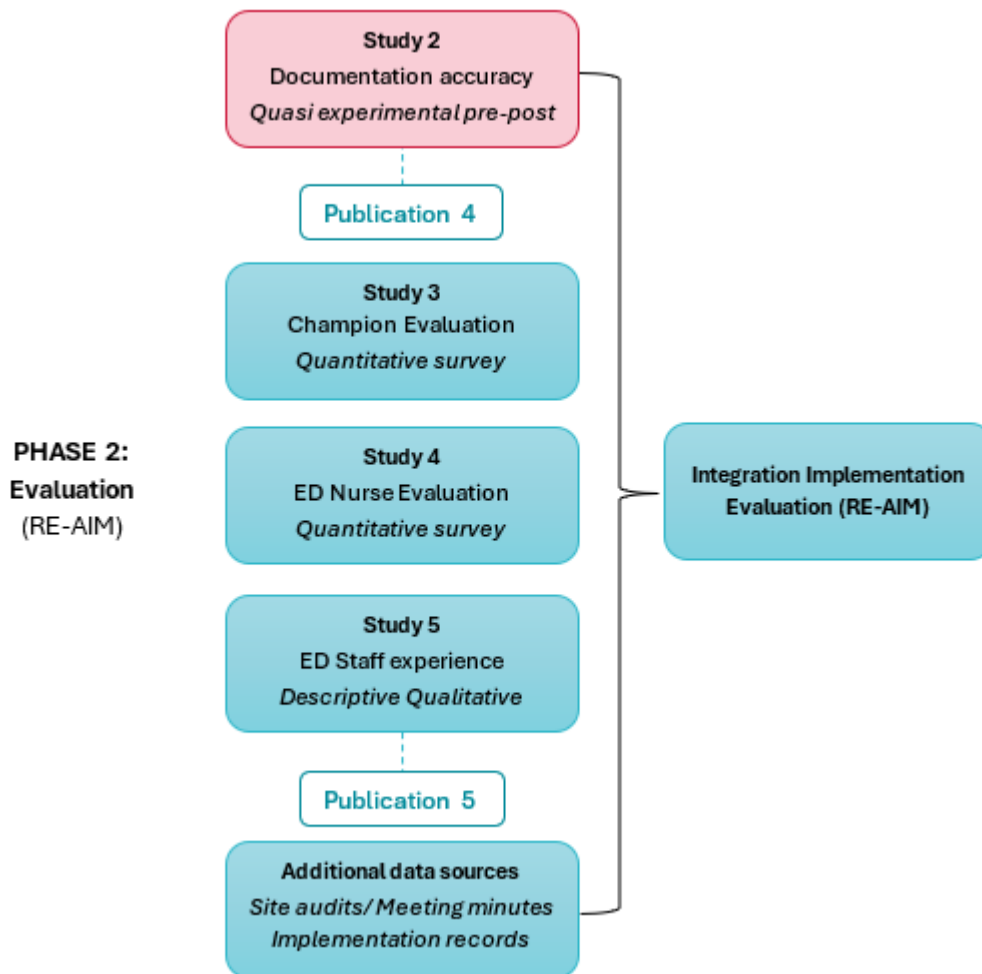 Study 2
Documentation accuracy
Quasi experimental pre-post
Publication 4
Study 3
Champion Evaluation
Quantitative survey
PHASE 2:
Evaluation
(RE-AIM)
Study 4
ED Nurse Evaluation
Quantitative survey
Integration Implementation
Evaluation (RE-AIM)
Study 5
ED Staff experience
Descriptive Qualitative
Publication 5
Additional data sources
Site audits/ Meeting minutes
Implementation records